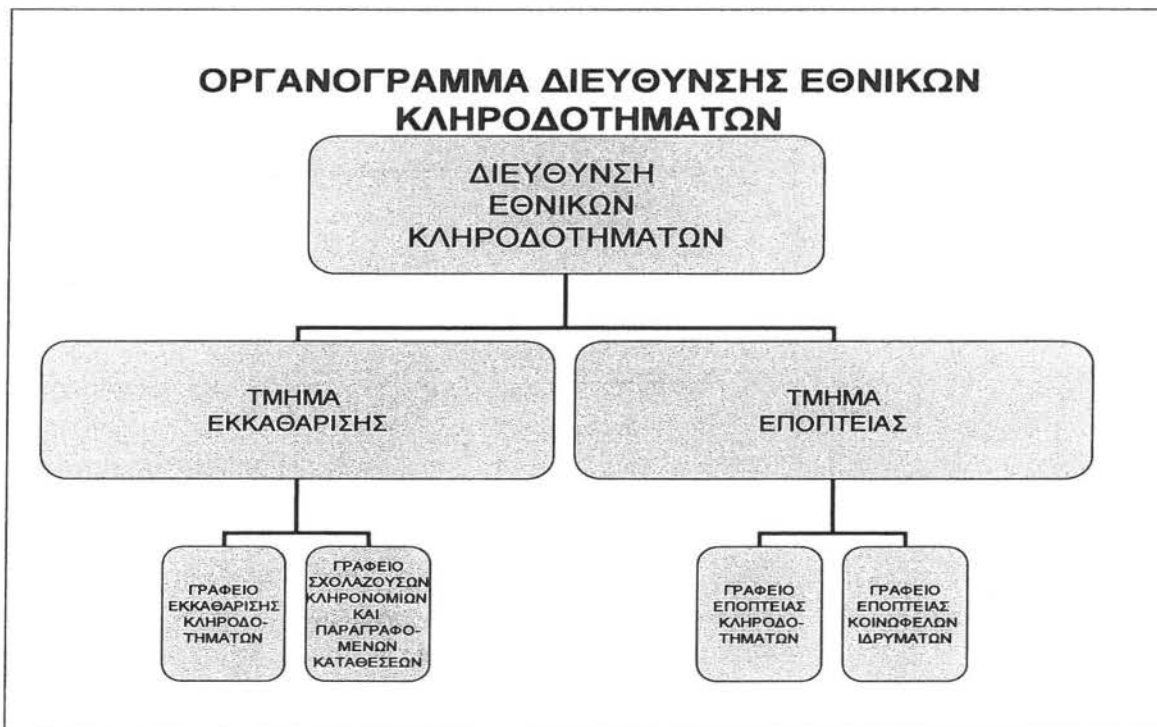 ΟΡΓΑΝΟΓΡΑΜΜΑ ΔΙΕΥΘΥΝΣΗΣ ΕΘΝΙΚΩΝ
ΚΛΗΡΟΔΟΤΗΜΑΤΩΝ
ΔΙΕΥΘΥΝΣΗ
ΕΘΝΙΚΩΝ
ΚΛΗΡΟΔΟΤΗΜΑΤΩΝ
ΤΜΗΜΑ
ΕΚΚΑΘΑΡΙΣΗΣ
ΤΜΗΜΑ
ΕΠΟΠΤΕΙΑΣ
ΓΡΑΦΕΙΟ
ΕΚΚΑΘΑΡΙΣΗΣ
ΚΛΗΡΟΔΟ-
ΤΗΜΑΤΩΝ
ΓΡΑΦΕΙΟ
ΣΧΟΛΑΖΟΥΣΩΝ
ΚΛΗΡΟΝΟΜΙΩΝ
ΚΑΙ
ΠΑΡΑΓΡΑΦΟ-
ΜΕΝΩΝ
ΚΑΤΑΘΕΣΕΩΝ
ΓΡΑΦΕΙΟ
ΕΠΟΠΤΕΙΑΣ
ΚΛΗΡΟΔΟ-
ΤΗΜΑΤΩΝ
ΓΡΑΦΕΙΟ
ΕΠΟΠΤΕΙΑΣ
ΚΟΙΝΩΦΕΛΩΝ
ΙΔΡΥΜΑΤΩΝ